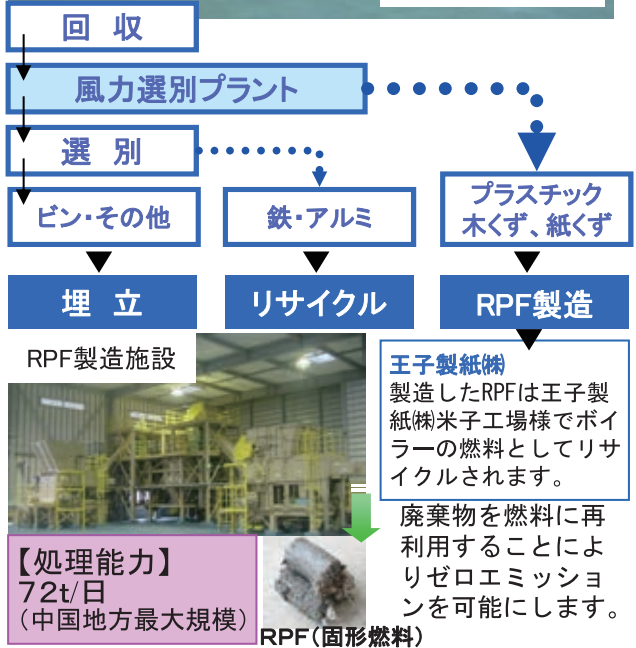 回 収
風力選別プラント
選 別
ビン・その他
鉄・アルミ
プラスチック
木くず、紙くず
埋 立
リサイクル
RPF製造
RPF製造施設
王子製紙㈱
製造したRPFは王子製
紙㈱米子工場様でボイ
ラーの燃料としてリサ
イクルされます。
廃棄物を燃料に再
利用することによ
りゼロエミッショ
ンを可能にします。
【処理能力】
72t/日
(中国地方最大規模)
RPF(固形燃料)